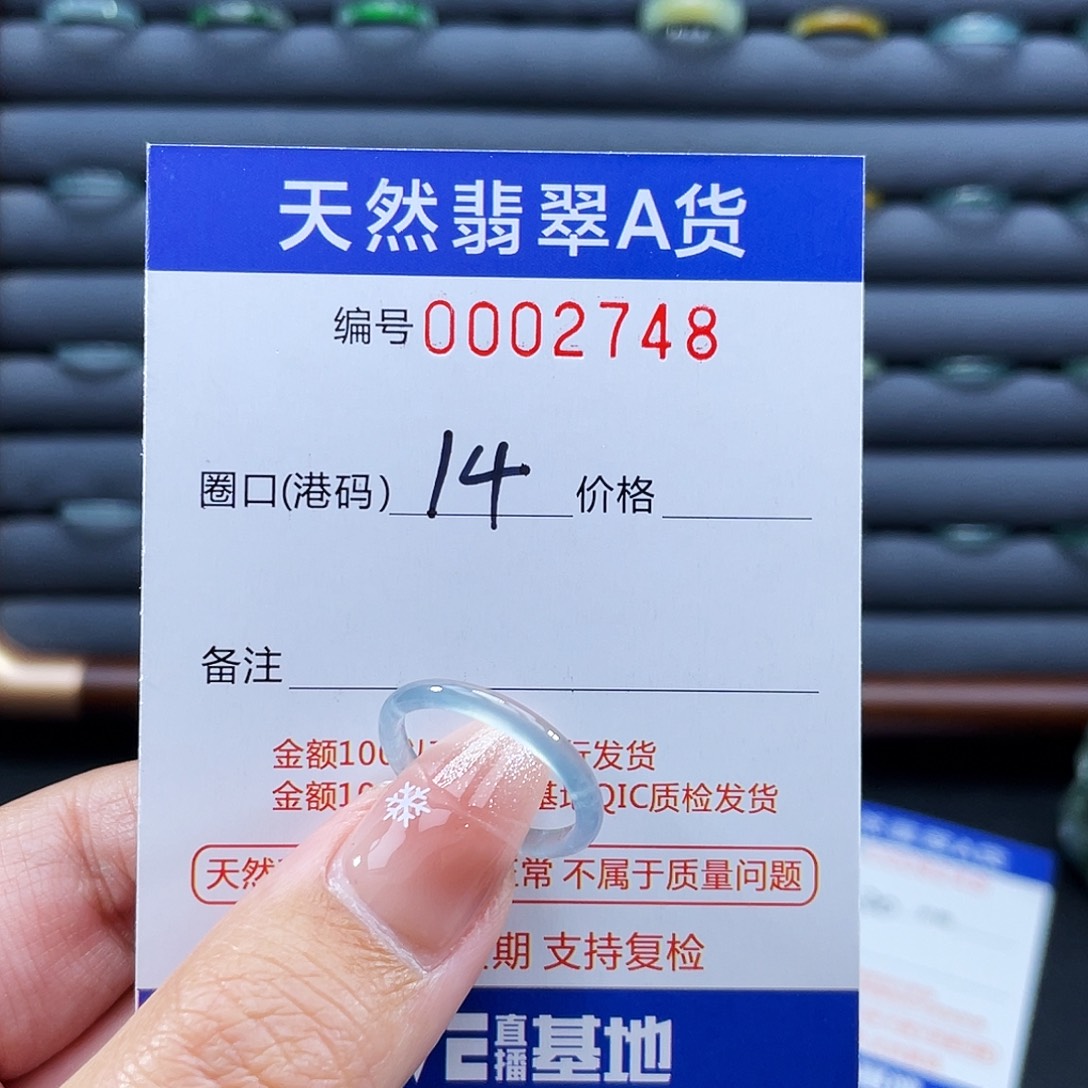 天然翡翠A货
编号0002748
圈口(港码) 14 价格
备注
金额100 发货
金额10 QIC质检发货
天然 正常 不属于质量问题
期 支持复检
E直播基地